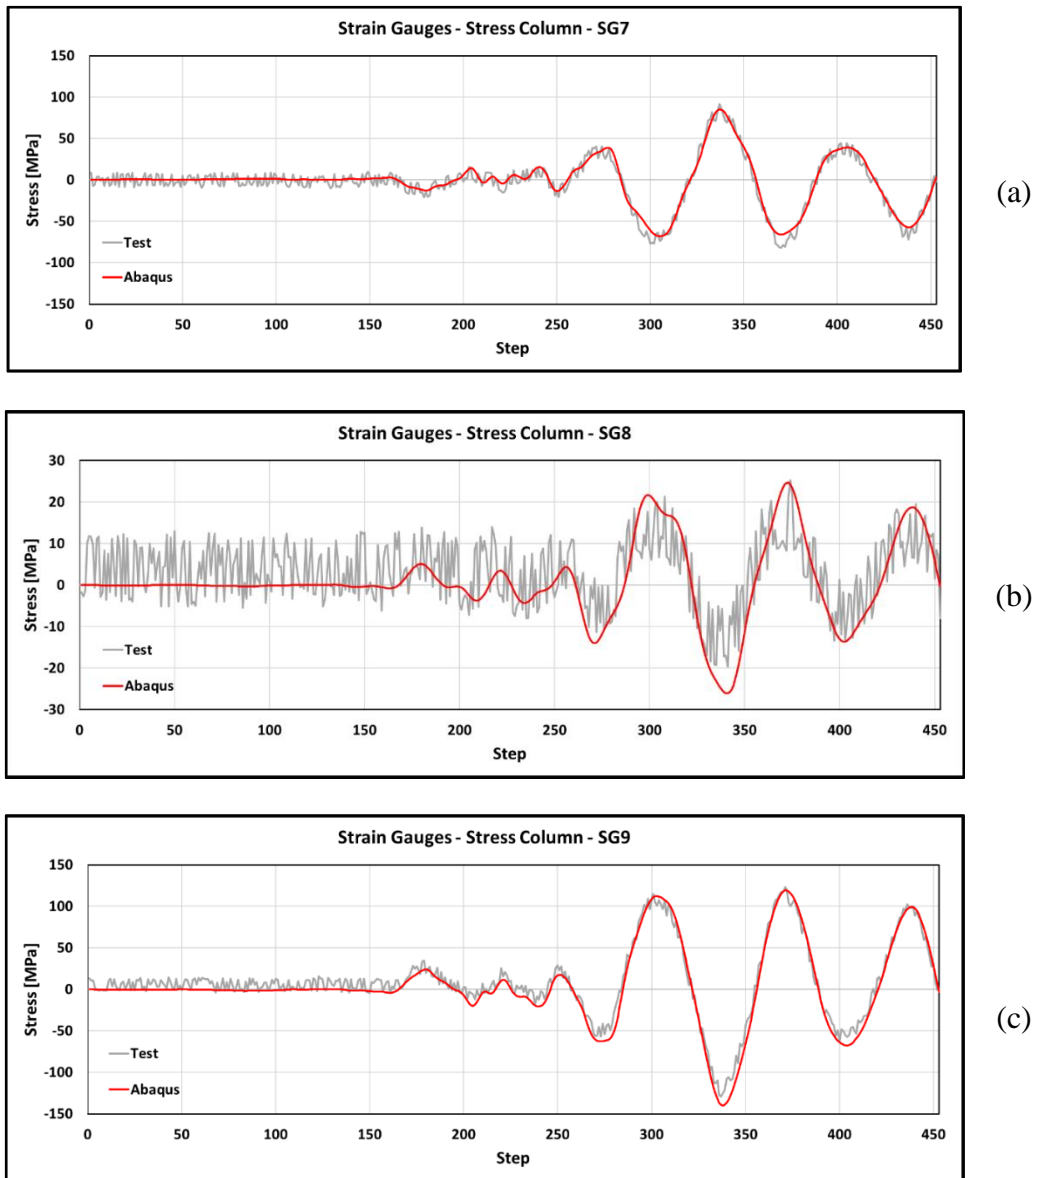 Strain Gauges - Stress Column - SG7
150
100
50
0
-50
-100
-150
Stress [MPa]
Test
Abaqus
0 50 100 150 200 250 300 350 400 450
Step
(a)
Strain Gauges - Stress Column - SG8
30
20
10
0
-10
-20
-30
Stress [MPa]
Test
Abaqus
0 50 100 150 200 250 300 350 400 450
Step
(b)
Strain Gauges - Stress Column - SG9
150
100
50
0
-50
-100
-150
Stress [MPa]
Test
Abaqus
0 50 100 150 200 250 300 350 400 450
Step
(c)